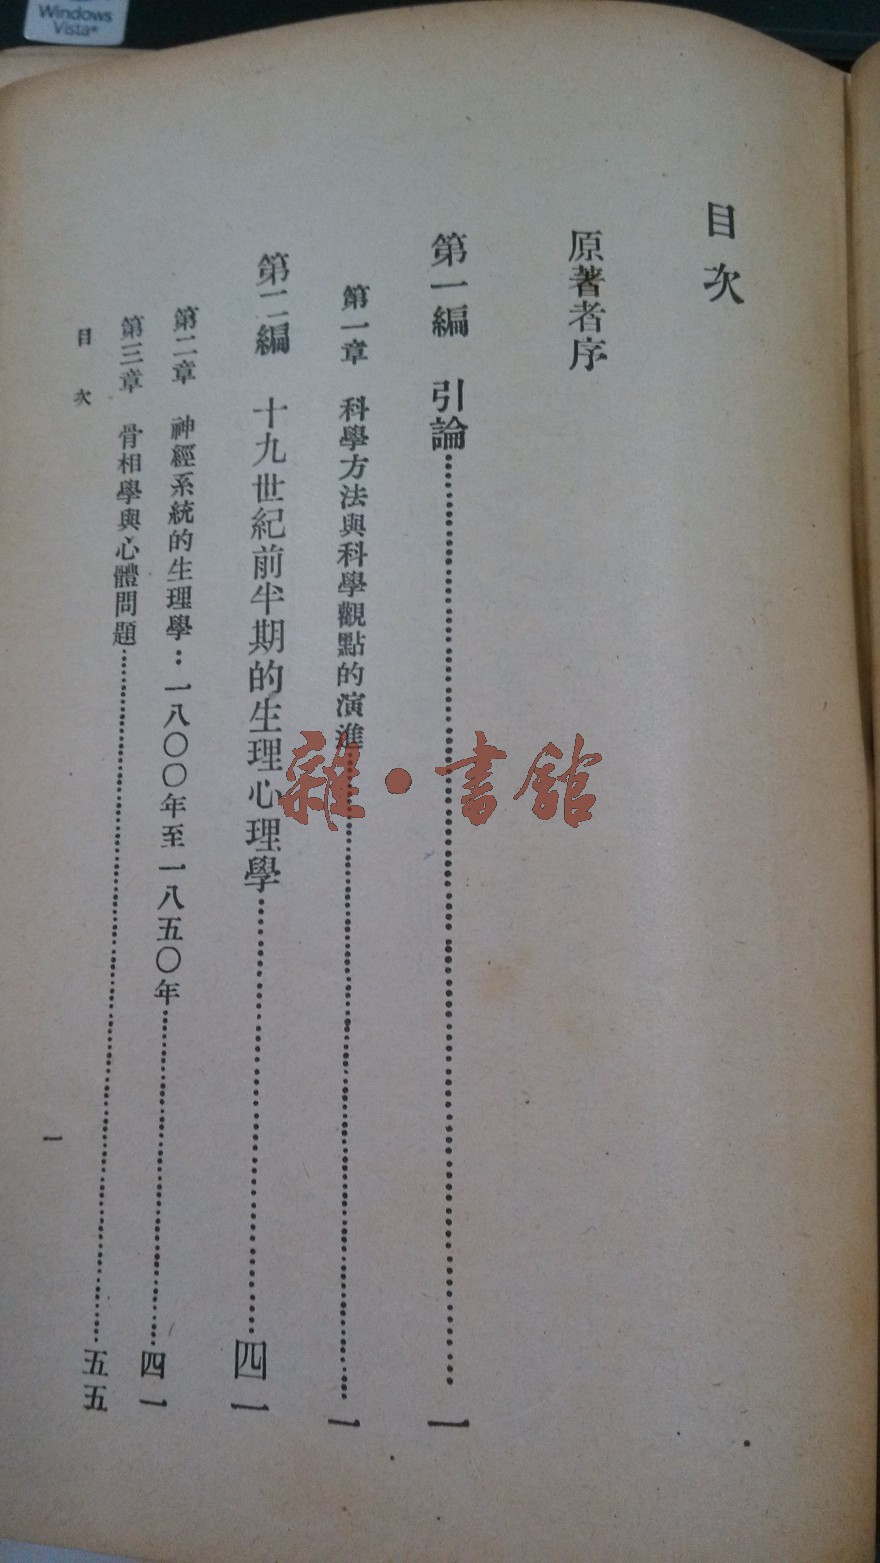 Windows
Vista
目次
原著者序
第一編 引論……一
第一章 科學方法與科學觀點的演進……一
第二編 十九世紀前半期的生理心理學……四一
第二章 神經系統的生理學：一八〇〇年至一八五〇年……四一
第三章 骨相學與心體問題……五五
目次
一
雜·書館